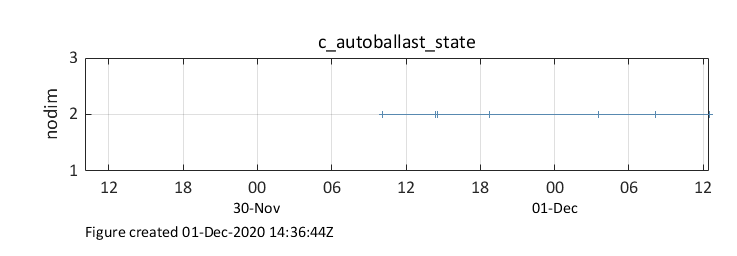 c_autoballast_state
3
2
1
nodim
12 18 00 06 12 18 00 06 12
30-Nov 01-Dec
Figure created 01-Dec-2020 14:36:44Z